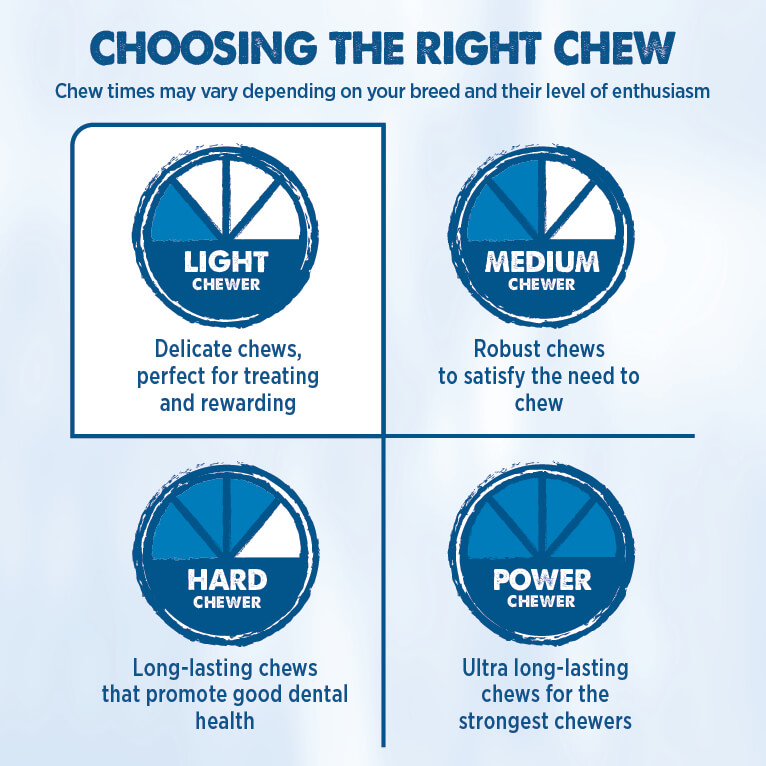 CHOOSING THE RIGHT CHEW
Chew times may vary depending on your breed and their level of enthusiasm
LIGHT
CHEWER
Delicate chews,
perfect for treating
and rewarding
MEDIUM
CHEWER
Robust chews
to satisfy the need to
chew
HARD
CHEWER
Long-lasting chews
that promote good dental
health
POWER
CHEWER
Ultra long-lasting
chews for the
strongest chewers